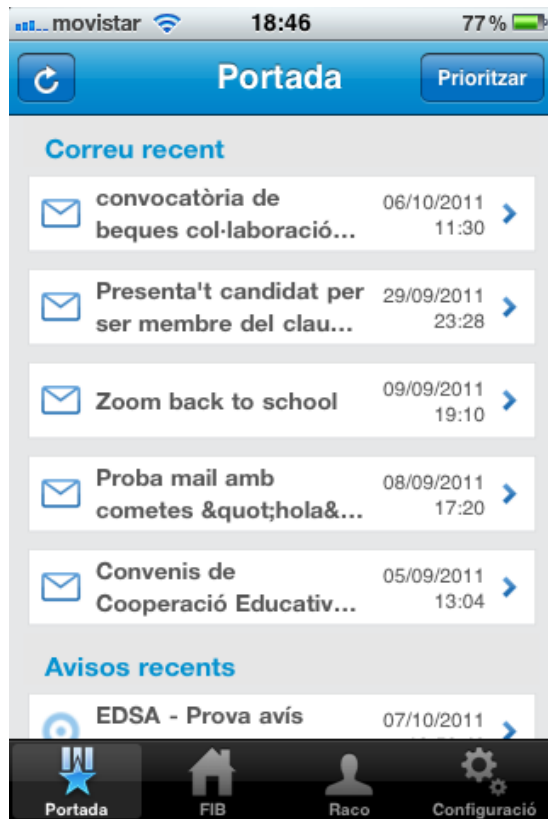 movistar 18:46 77 %
Portada Prioritzar
Correu recent
convocatòria de
beques col·laboració...
06/10/2011
11:30
Presenta't candidat per
ser membre del clau...
29/09/2011
23:28
Zoom back to school
09/09/2011
19:10
Proba mail amb
cometes &quot;hola&...
08/09/2011
17:20
Convenis de
Cooperació Educativ...
05/09/2011
13:04
Avisos recents
EDSA - Prova avís
07/10/2011
Portada FIB Raco Configuració